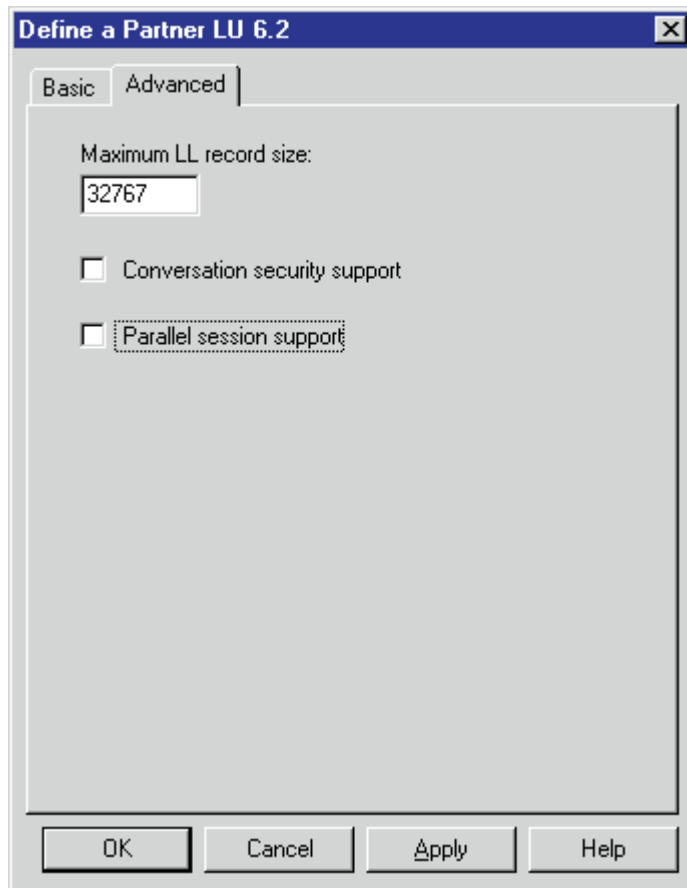 Define a Partner LU 6.2
Basic
Advanced
Maximum LL record size:
32767
Conversation security support
Parallel session support
OK
Cancel
Apply
Help